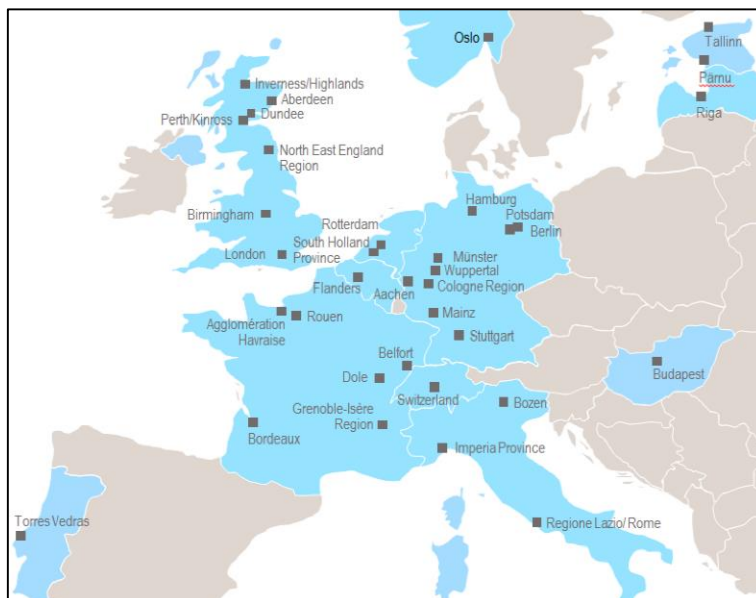 Oslo
Tallinn
Pärnu
Riga
Inverness/Highlands
Aberdeen
Dundee
Perth/Kinross
North East England
Region
Birmingham
London
Rotterdam
South Holland
Province
Flanders
Hamburg
Potsdam
Berlin
Münster
Wuppertal
Cologne Region
Aachen
Mainz
Stuttgart
Agglomération
Havraise
Rouen
Belfort
Dole
Switzerland
Budapest
Grenoble-Isère
Region
Bordeaux
Bozen
Imperia Province
Torres Vedras
Regione Lazio/ Rome